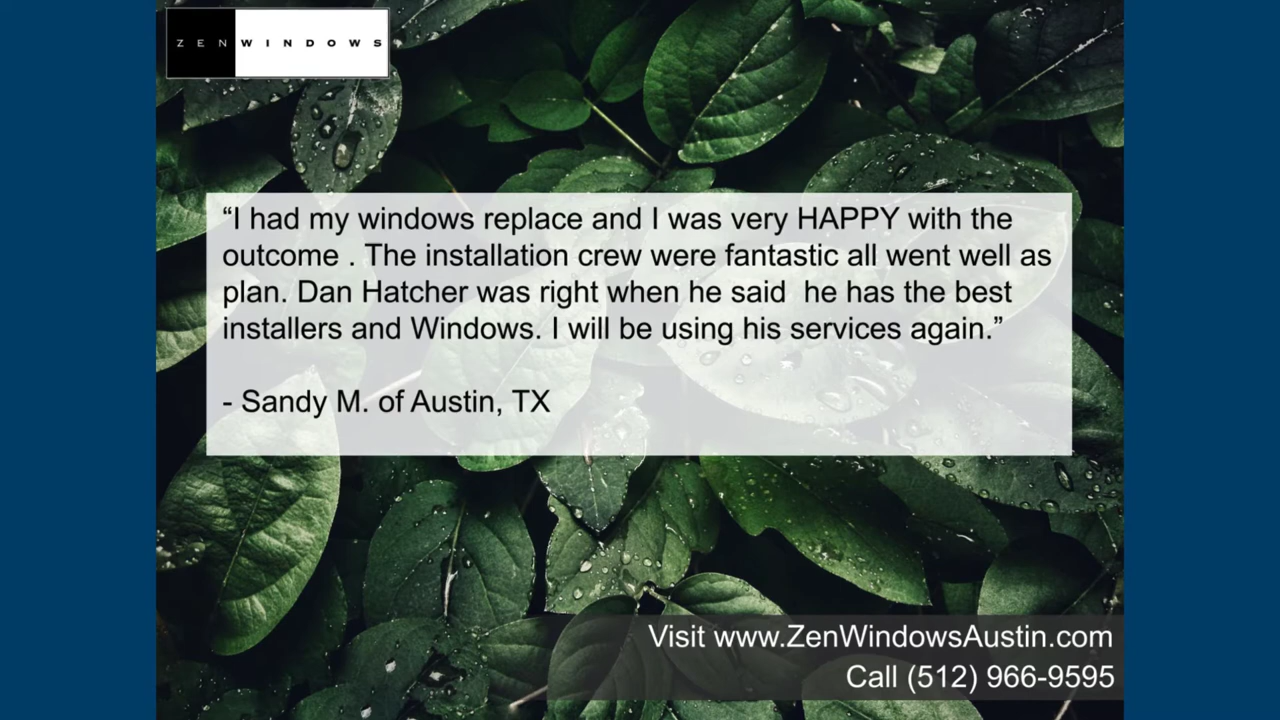 ZEN WINDOWS
“I had my windows replace and I was very HAPPY with the
outcome . The installation crew were fantastic all went well as
plan. Dan Hatcher was right when he said  he has the best
installers and Windows. I will be using his services again.”
- Sandy M. of Austin, TX
Visit www.ZenWindowsAustin.com
Call (512) 966-9595